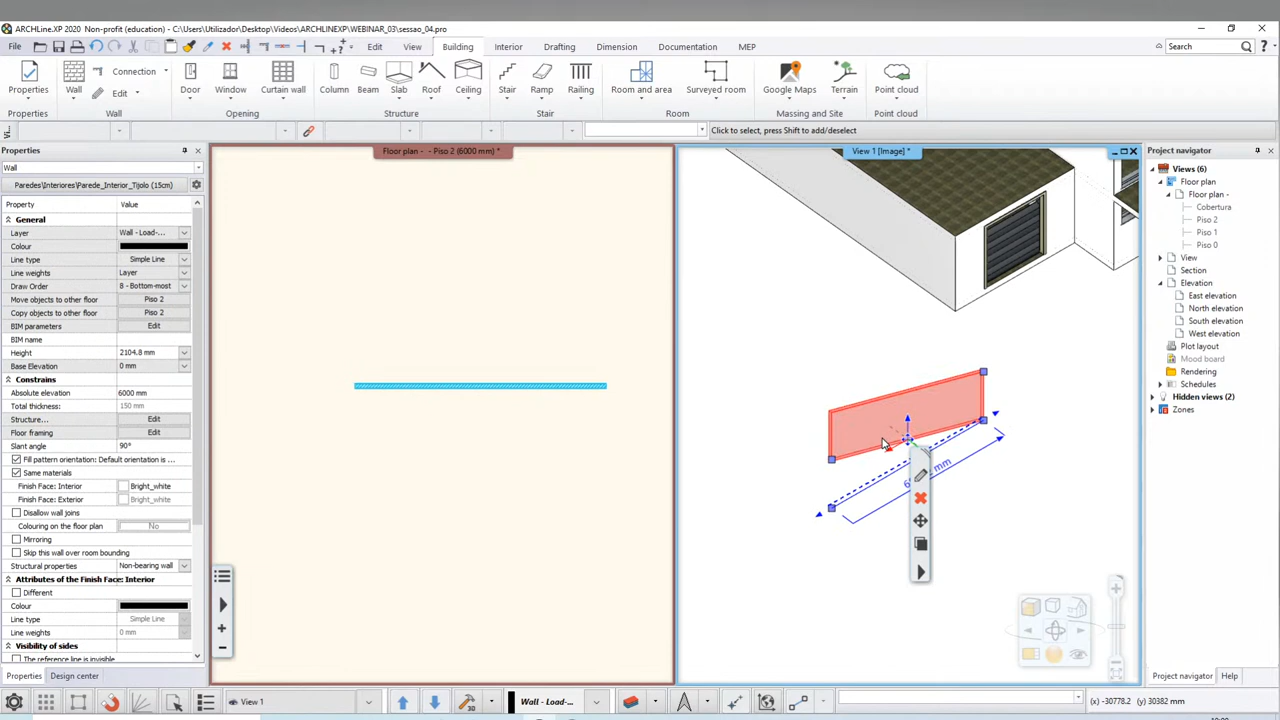 ARCHLine.XP 2020 Non-profit (education) - C:\Users\Utilizador\Desktop\Videos\ARCHLINEXP\WEBINAR_03\sessao_04.pro
File
Edit View Building Interior Drafting Dimension Documentation MEP
Search
Properties
Wall
Connection
Edit
Door
Window
Curtain wall
Column
Beam
Slab
Roof
Ceiling
Stair
Ramp
Railing
Room and area
Surveyed room
Google Maps
Terrain
Point cloud
Properties
Wall
Opening
Structure
Stair
Room
Massing and Site
Point cloud
Click to select, press Shift to add/deselect
Properties
Wall
Paredes\Interiores\Parede_Interior_Tijolo (15cm)
Property Value
General
Layer Wall -Load-...
Colour
Line type Simple Line
Line weights Layer
Draw Order 8 - Bottom-most
Move objects to other floor Piso 2
Copy objects to other floor Piso 2
BIM parameters Edit
BIM name
Height 2104.8 mm
Base Elevation 0 mm
Constrains
Absolute elevation 6000 mm
Total thickness: 150 mm
Structure... Edit
Floor framing Edit
Slant angle 90°
Fill pattern orientation: Default orientation is ...
Same materials
Finish Face: Interior Bright_white
Finish Face: Exterior Bright_white
Disallow wall joins
Colouring on the floor plan No
Mirroring
Skip this wall over room bounding
Structural properties Non-bearing wall
Attributes of the Finish Face: Interior
Different
Colour
Line type Simple Line
Line weights 0 mm
Visibility of sides
The reference line is invisible
Properties Design center
Floor plan - - Piso 2 (6000 mm) *
View 1 [Image] *
mm
Project navigator
Views (6)
Floor plan
Floor plan -
Cobertura
Piso 2
Piso 1
Piso 0
View
Section
Elevation
East elevation
North elevation
South elevation
West elevation
Plot layout
Mood board
Rendering
Schedules
Hidden views (2)
Zones
Project navigator Help
View 1
Wall -Load-...
(x) -30778.2 (y) 30382 mm